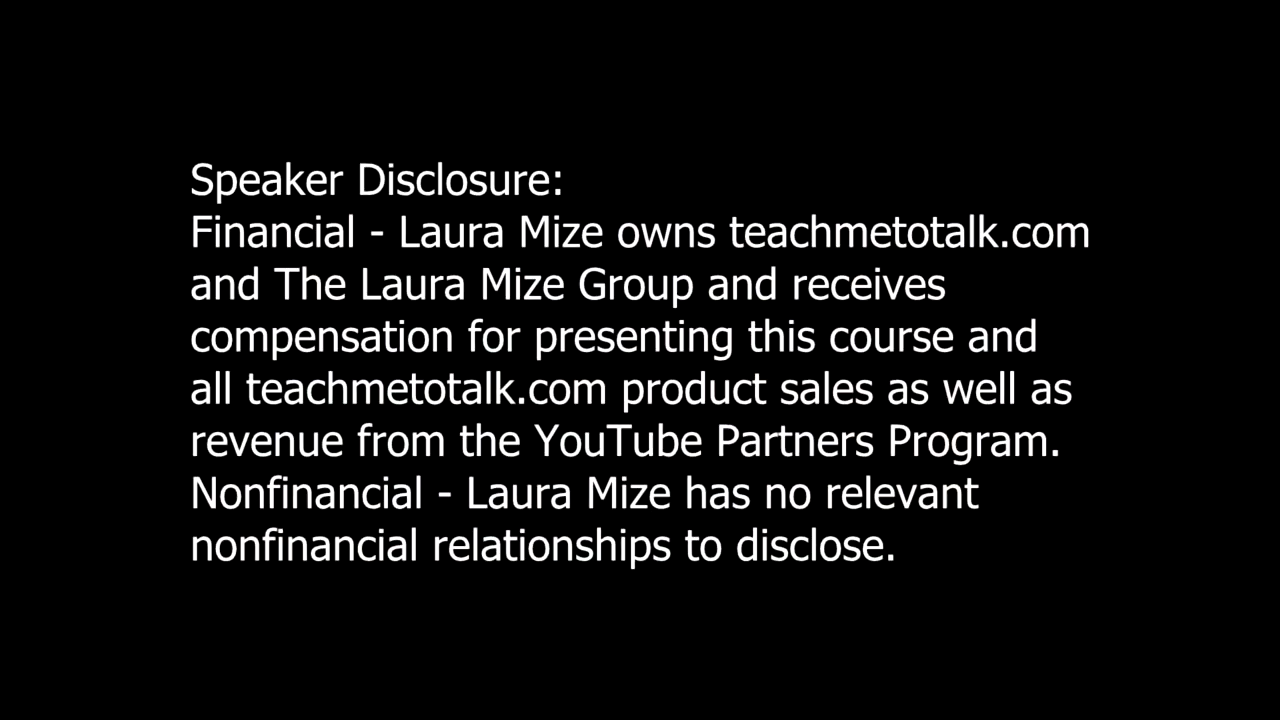 Speaker Disclosure:
Financial - Laura Mize owns teachmetotalk.com
and The Laura Mize Group and receives
compensation for presenting this course and
all teachmetotalk.com product sales as well as
revenue from the YouTube Partners Program.
Nonfinancial - Laura Mize has no relevant
nonfinancial relationships to disclose.